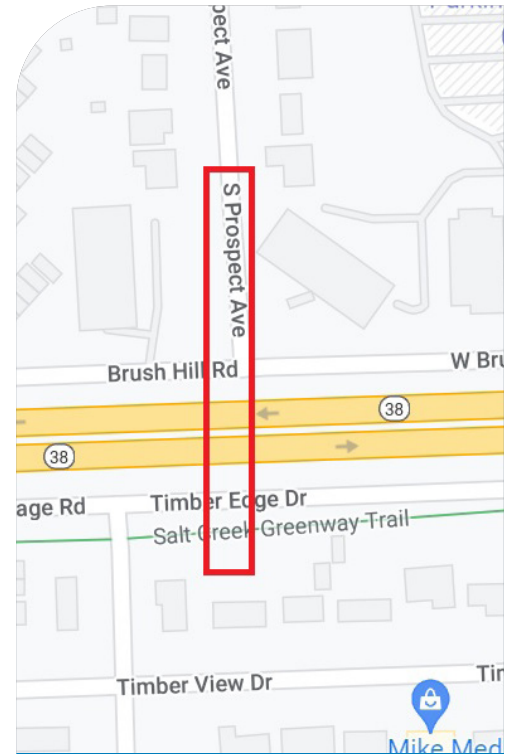 pect Ave
S Prospect Ave
Brush Hill Rd
W Bru
38
38
age Rd
Timber Edge Dr
Salt Creek Greenway Trail
Timber View Dr
Tim
Mike Med